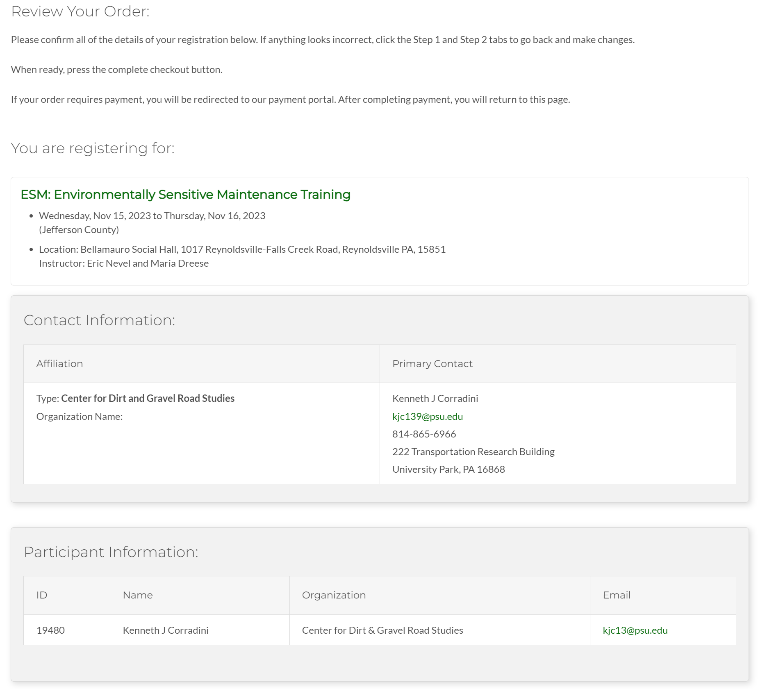 Review Your Order:
Please confirm all of the details of your registration below. If anything looks incorrect, click the Step 1 and Step 2 tabs to go back and make changes.
When ready, press the complete checkout button.
If your order requires payment, you will be redirected to our payment portal. After completing payment, you will return to this page.
You are registering for:
ESM: Environmentally Sensitive Maintenance Training
• Wednesday, Nov 15, 2023 to Thursday, Nov 16, 2023
(Jefferson County)
• Location: Bellamauro Social Hall, 1017 Reynoldsville-Falls Creek Road, Reynoldsville PA, 15851
Instructor: Eric Nevel and Maria Dreese
Contact Information:
Affiliation Primary Contact
Type: Center for Dirt and Gravel Road Studies Kenneth J Corradini
Organization Name: kjc139@psu.edu
814-865-6966
222 Transportation Research Building
University Park, PA 16868
Participant Information:
ID Name Organization Email
19480 Kenneth J Corradini Center for Dirt & Gravel Road Studies kjc13@psu.edu